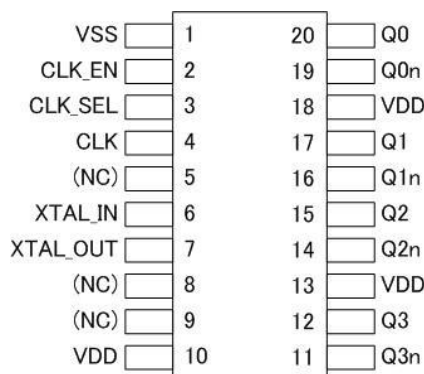 VSS 1 20 Q0
CLK_EN 2 19 Q0n
CLK_SEL 3 18 VDD
CLK 4 17 Q1
(NC) 5 16 Q1n
XTAL_IN 6 15 Q2
XTAL_OUT 7 14 Q2n
(NC) 8 13 VDD
(NC) 9 12 Q3
VDD 10 11 Q3n